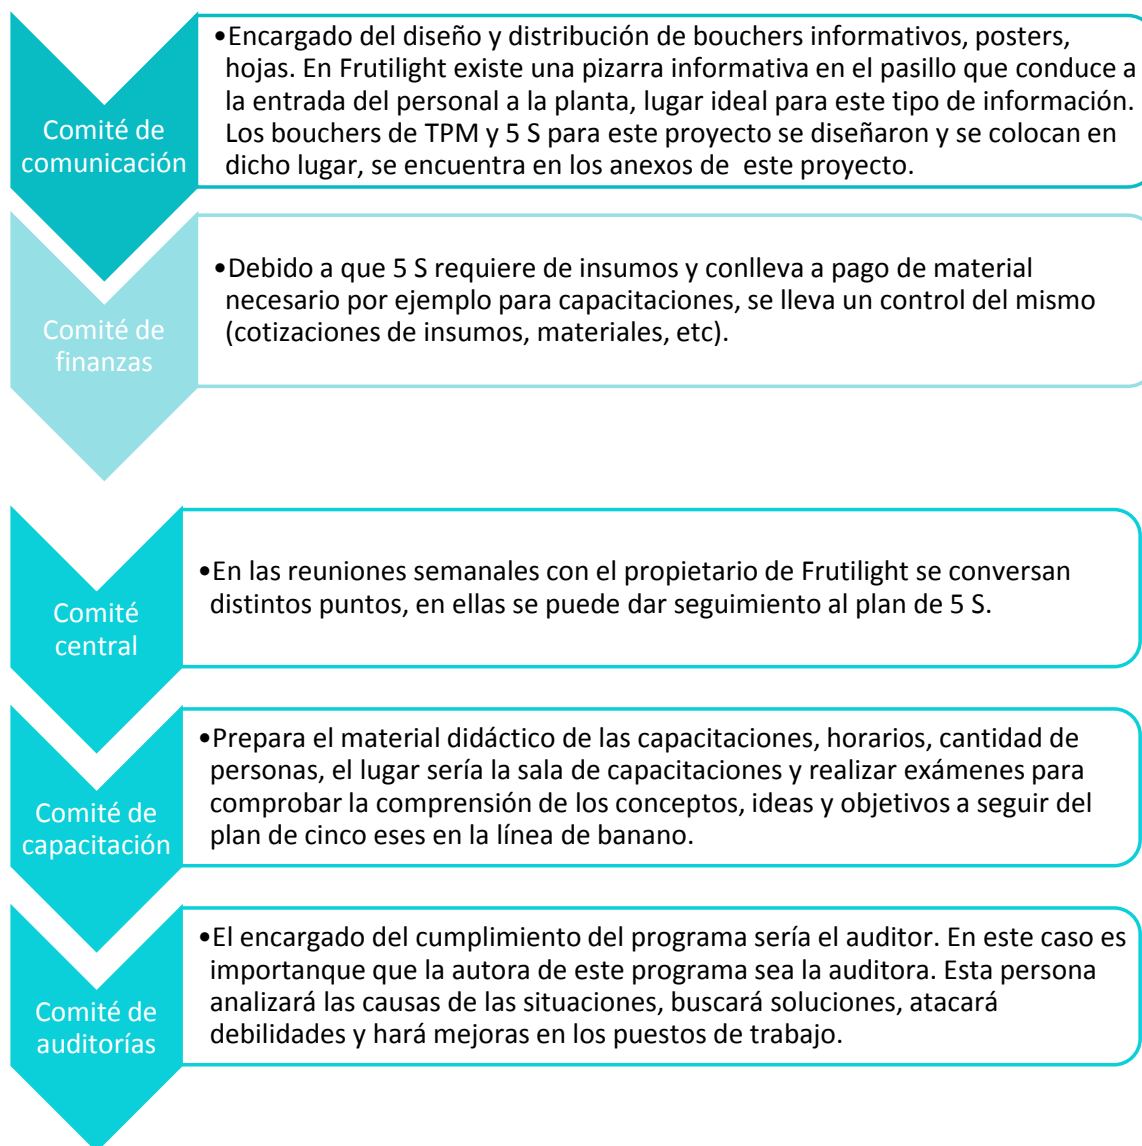 Comité de
comunicación
•Encargado del diseño y distribución de bouchers informativos, posters,
hojas. En Frutilight existe una pizarra informativa en el pasillo que conduce a
la entrada del personal a la planta, lugar ideal para este tipo de información.
Los bouchers de TPM y 5 S para este proyecto se diseñaron y se colocan en
dicho lugar, se encuentra en los anexos de este proyecto.
Comité de
finanzas
•Debido a que 5 S requiere de insumos y conlleva a pago de material
necesario por ejemplo para capacitaciones, se lleva un control del mismo
(cotizaciones de insumos, materiales, etc).
Comité
central
•En las reuniones semanales con el propietario de Frutilight se conversan
distintos puntos, en ellas se puede dar seguimiento al plan de 5 S.
Comité de
capacitación
•Prepara el material didáctico de las capacitaciones, horarios, cantidad de
personas, el lugar sería la sala de capacitaciones y realizar exámenes para
comprobar la comprensión de los conceptos, ideas y objetivos a seguir del
plan de cinco eses en la línea de banano.
Comité de
auditorías
•El encargado del cumplimiento del programa sería el auditor. En este caso es
importanque que la autora de este programa sea la auditora. Esta persona
analizará las causas de las situaciones, buscará soluciones, atacará
debilidades y hará mejoras en los puestos de trabajo.